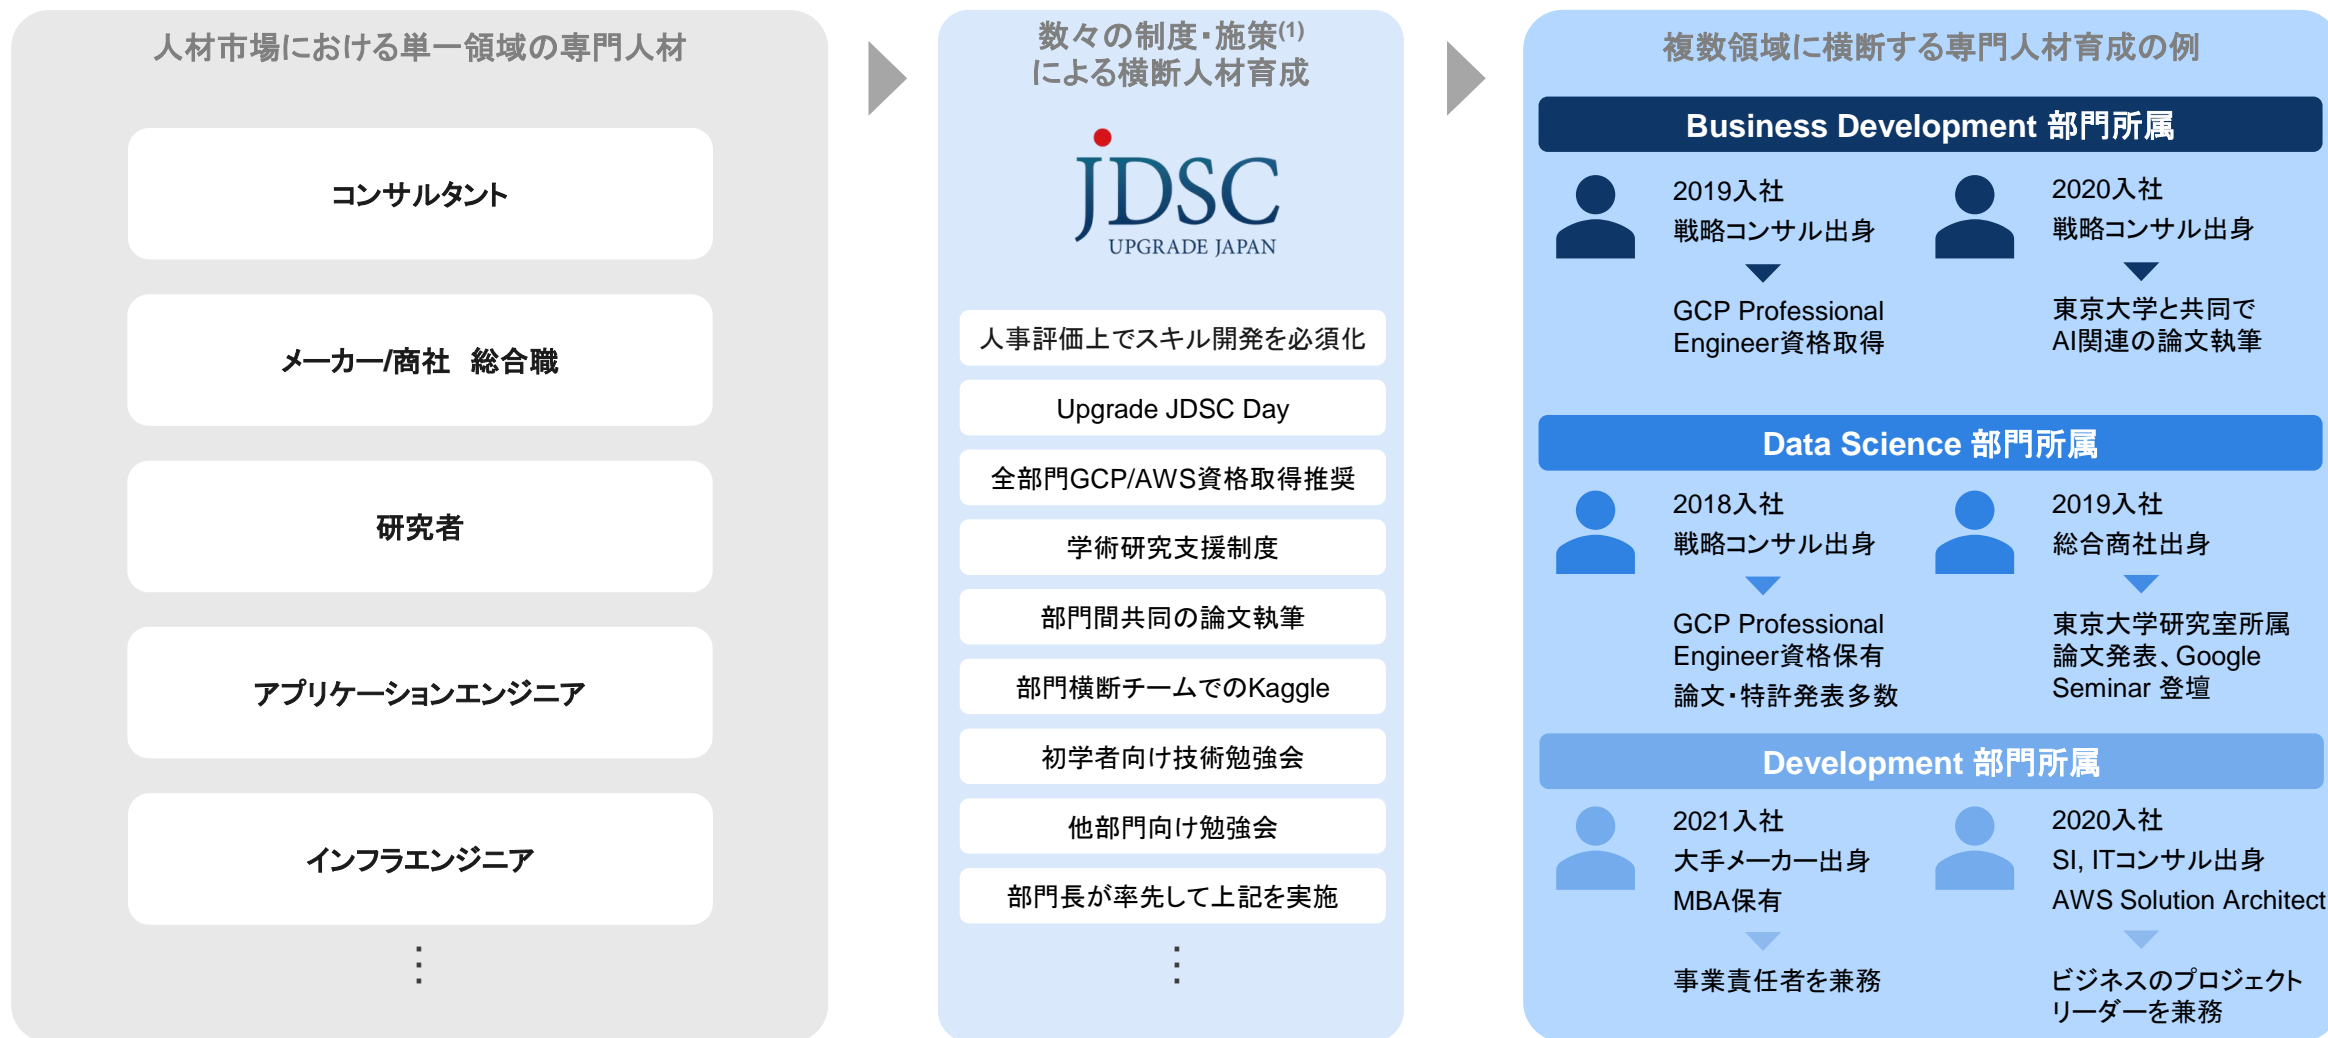 人材市場における単一領域の専門人材
コンサルタント
メーカー/商社　総合職
研究者
アプリケーションエンジニア
インフラエンジニア
⋮
数々の制度・施策(1)
による横断人材育成
JDSC
UPGRADE JAPAN
人事評価上でスキル開発を必須化
Upgrade JDSC Day
全部門GCP/AWS資格取得推奨
学術研究支援制度
部門間共同の論文執筆
部門横断チームでのKaggle
初学者向け技術勉強会
他部門向け勉強会
部門長が率先して上記を実施
⋮
複数領域に横断する専門人材育成の例
Business Development 部門所属
2019入社
戦略コンサル出身
GCP Professional
Engineer資格取得
2020入社
戦略コンサル出身
東京大学と共同で
AI関連の論文執筆
Data Science 部門所属
2018入社
戦略コンサル出身
GCP Professional
Engineer資格保有
論文・特許発表多数
2019入社
総合商社出身
東京大学研究室所属
論文発表、Google
Seminar 登壇
Development 部門所属
2021入社
大手メーカー出身
MBA保有
事業責任者を兼務
2020入社
SI, ITコンサル出身
AWS Solution Architect
ビジネスのプロジェクト
リーダーを兼務